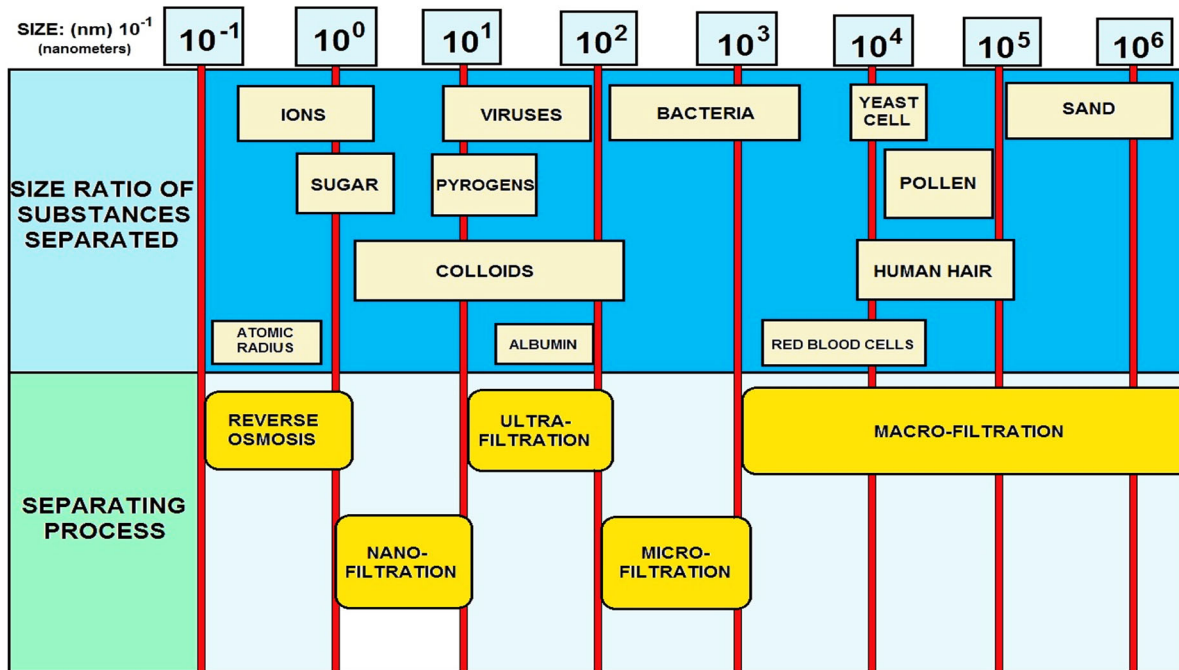 SIZE: (nm) 10⁻¹
(nanometers)
10⁻¹
10⁰
10¹
10²
10³
10⁴
10⁵
10⁶
SIZE RATIO OF
SUBSTANCES
SEPARATED
IONS
VIRUSES
BACTERIA
YEAST
CELL
SAND
SUGAR
PYROGENS
POLLEN
COLLOIDS
HUMAN HAIR
ATOMIC
RADIUS
ALBUMIN
RED BLOOD CELLS
SEPARATING
PROCESS
REVERSE
OSMOSIS
ULTRA-
FILTRATION
MACRO-FILTRATION
NANO-
FILTRATION
MICRO-
FILTRATION